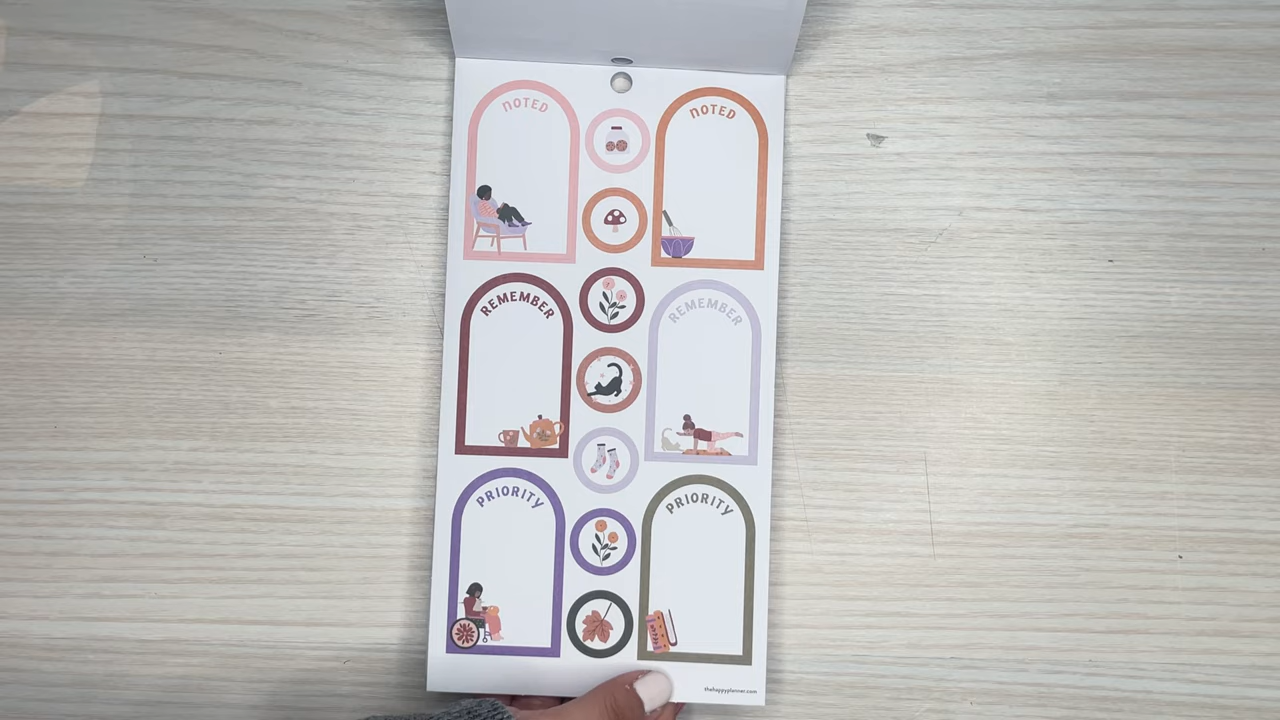 NOTED
NOTED
REMEMBER
REMEMBER
PRIORITY
PRIORITY
thehappyplanner.com